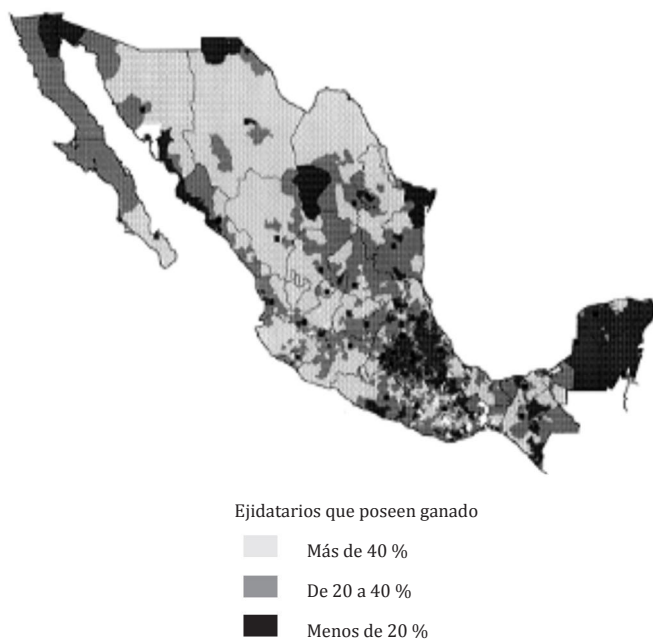 Ejidatarios que poseen ganado
Más de 40 %
De 20 a 40 %
Menos de 20 %